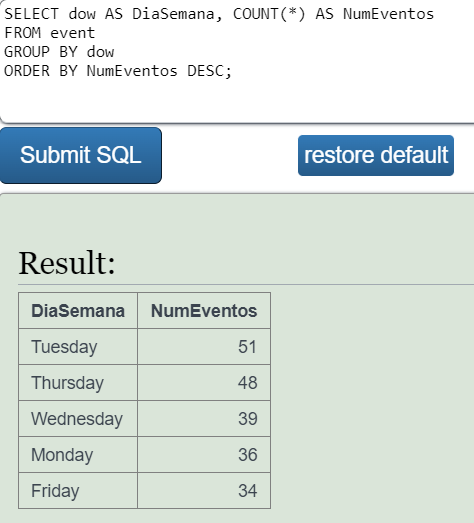 SELECT dow AS DiaSemana, COUNT(*) AS NumEventos
FROM event
GROUP BY dow
ORDER BY NumEventos DESC;
Submit SQL restore default
Result:
DiaSemana NumEventos
Tuesday 51
Thursday 48
Wednesday 39
Monday 36
Friday 34